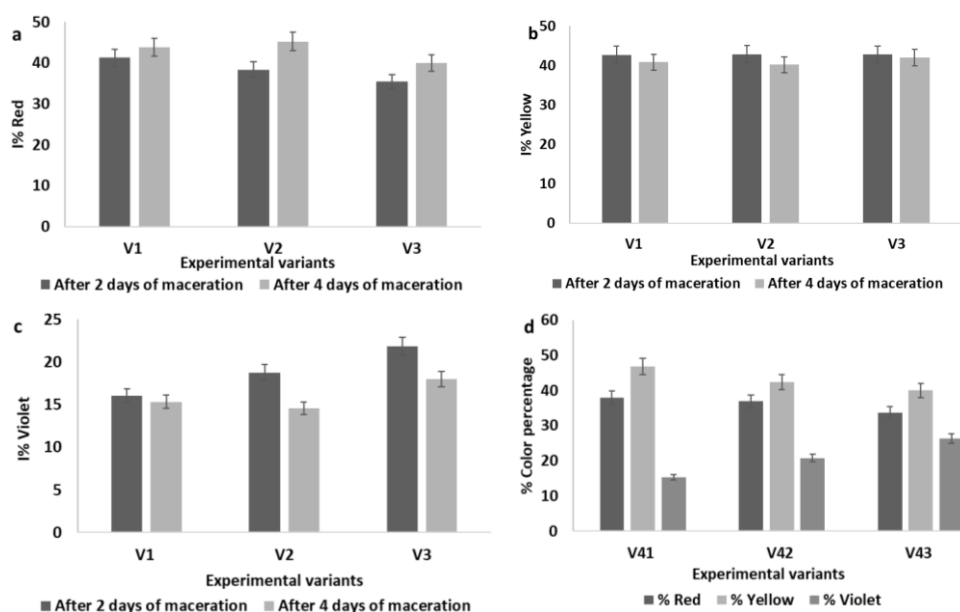 a
I% Red
50
40
30
20
10
0
V1 V2 V3
Experimental variants
After 2 days of maceration After 4 days of maceration
b
I% Yellow
50
40
30
20
10
0
V1 V2 V3
Experimental variants
After 2 days of maceration After 4 days of maceration
c
I% Violet
25
20
15
10
5
0
V1 V2 V3
Experimental variants
After 2 days of maceration After 4 days of maceration
d
% Color percentage
60
50
40
30
20
10
0
V41 V42 V43
Experimental variants
% Red % Yellow % Violet